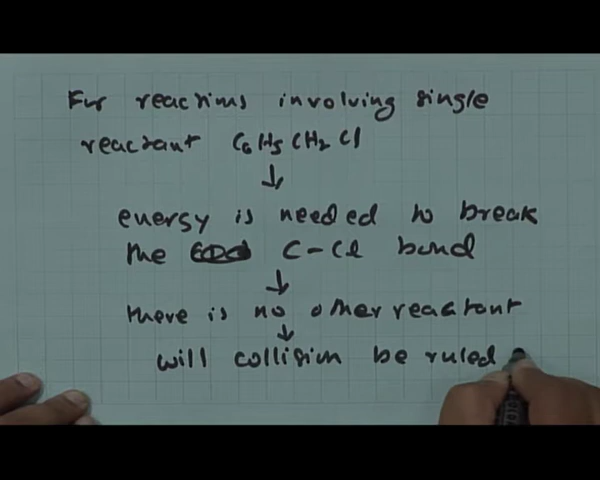 For reactions involving single
reactant C6H5CH2Cl
↓
energy is needed to break
the C-Cl bond
↓
there is no other reactant
↓
will collision be ruled